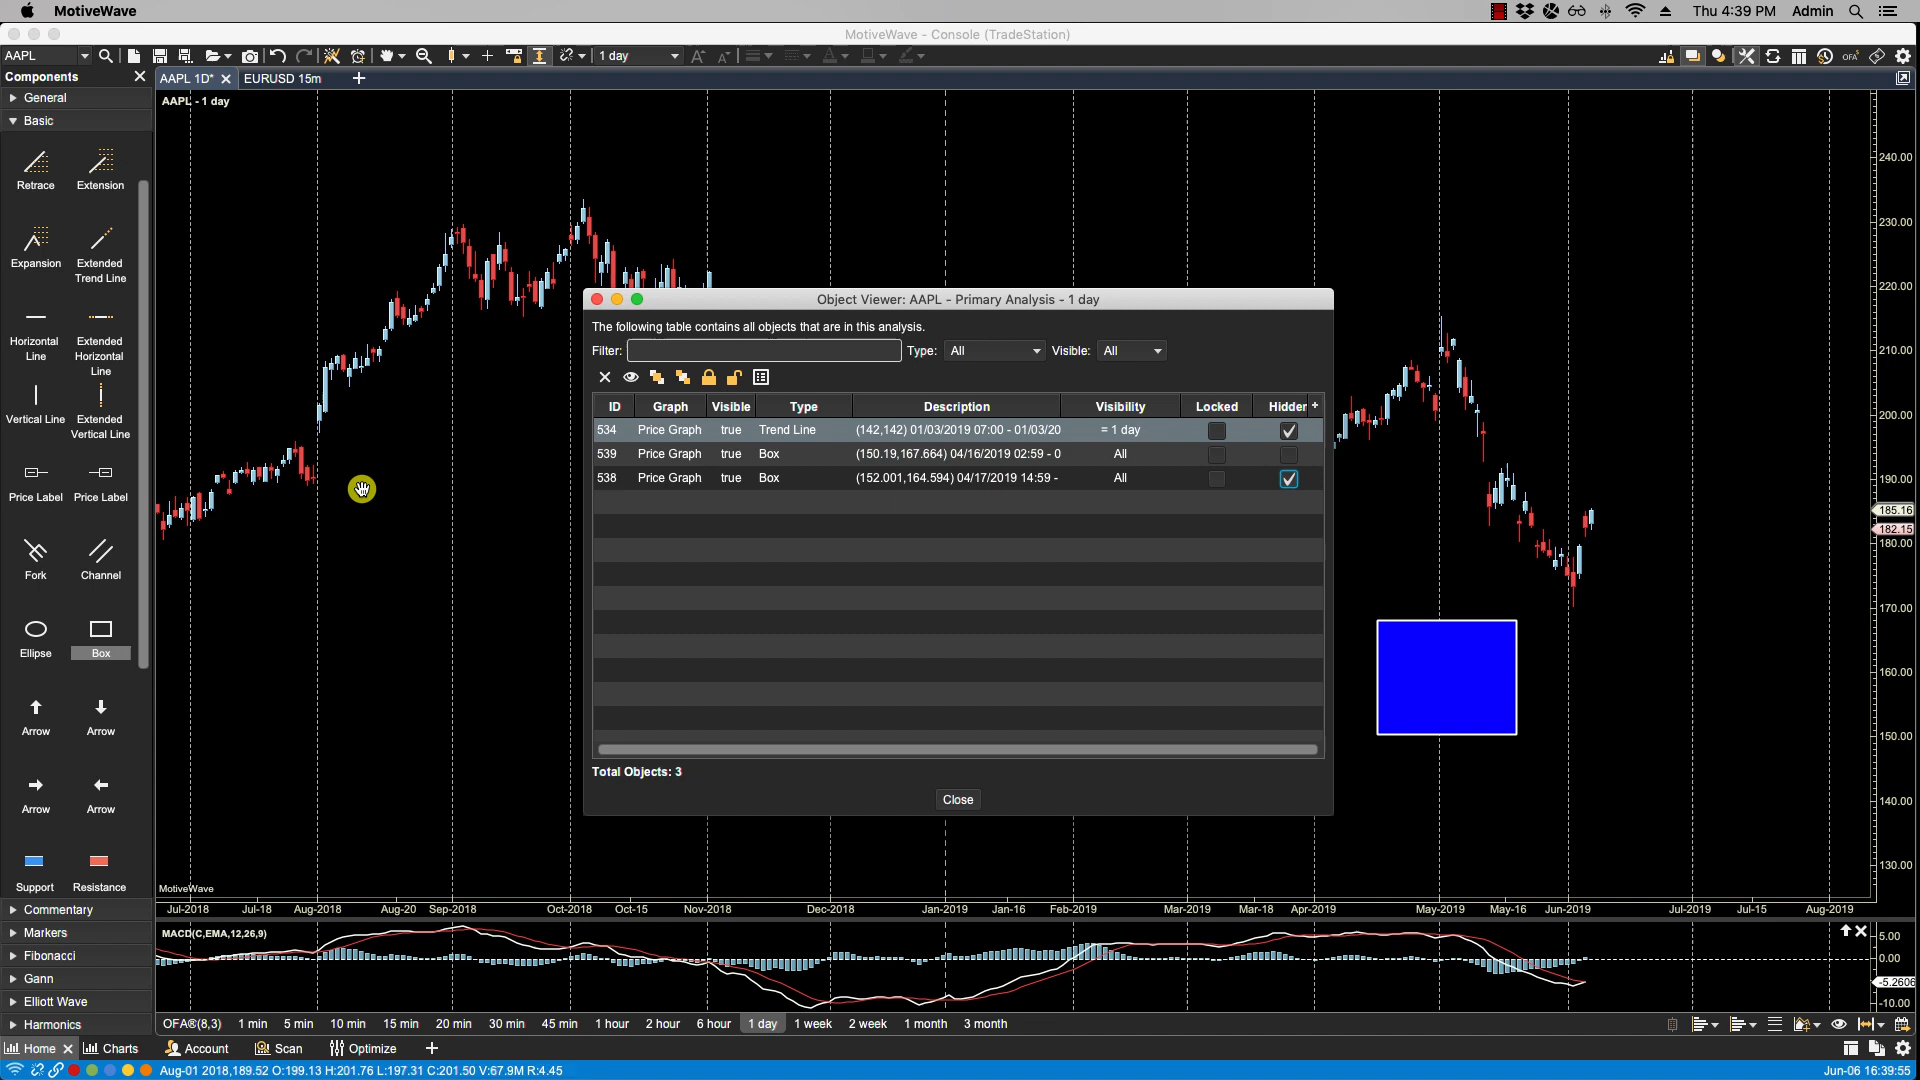 MotiveWave
Thu 4:39 PM Admin
MotiveWave - Console (TradeStation)
AAPL
1 day
OFA
Components
AAPL 1D*
EURUSD 15m
General
AAPL - 1 day
Basic
Retrace
Extension
Expansion
Extended Trend Line
Horizontal Line
Extended Horizontal Line
Vertical Line
Extended Vertical Line
Price Label
Price Label
Fork
Channel
Ellipse
Box
Arrow
Arrow
Arrow
Arrow
Support
Resistance
Commentary
Markers
Fibonacci
Gann
Elliott Wave
Harmonics
Object Viewer: AAPL - Primary Analysis - 1 day
The following table contains all objects that are in this analysis.
Filter:
Type: All
Visible: All
ID Graph Visible Type Description Visibility Locked Hidden +
534 Price Graph true Trend Line (142,142) 01/03/2019 07:00 - 01/03/20 = 1 day
539 Price Graph true Box (150.19,167.664) 04/16/2019 02:59 - 0 All
538 Price Graph true Box (152.001,164.594) 04/17/2019 14:59 - All
Total Objects: 3
Close
240.00
230.00
220.00
210.00
200.00
190.00
185.16
182.15
180.00
170.00
160.00
150.00
140.00
130.00
MotiveWave
Jul-2018 Jul-18 Aug-2018 Aug-20 Sep-2018 Oct-2018 Oct-15 Nov-2018 Dec-2018 Jan-2019 Jan-16 Feb-2019 Mar-2019 Mar-18 Apr-2019 May-2019 May-16 Jun-2019 Jul-2019 Jul-15 Aug-2019
MACD(C,EMA,12,26,9)
5.00
0.00
-5.2606
-10.00
OFA®(8,3) 1 min 5 min 10 min 15 min 20 min 30 min 45 min 1 hour 2 hour 6 hour 1 day 1 week 2 week 1 month 3 month
Home
Charts
Account
Scan
Optimize
Aug-01 2018,189.52 O:199.13 H:201.76 L:197.31 C:201.50 V:67.9M R:4.45
Jun-06 16:39:55